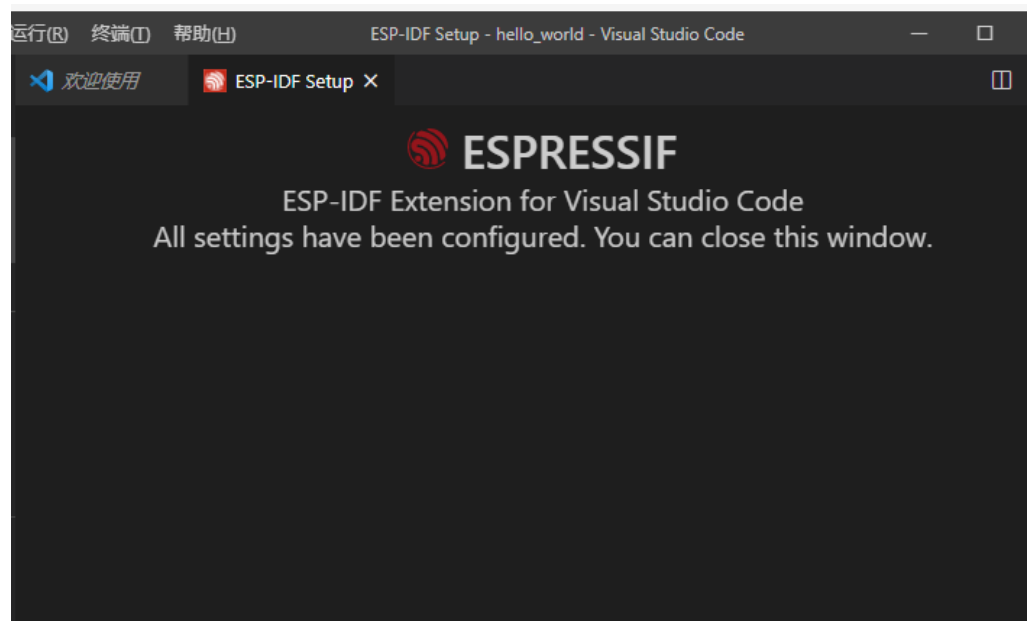 运行(R) 终端(T) 帮助(H) ESP-IDF Setup - hello_world - Visual Studio Code
欢迎使用 ESP-IDF Setup
ESPRESSIF
ESP-IDF Extension for Visual Studio Code
All settings have been configured. You can close this window.